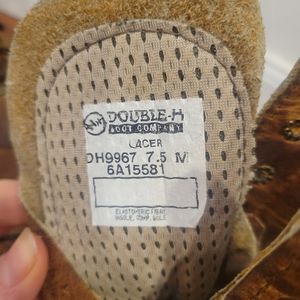 DOUBLE-H
BOOT COMPANY
LACER
DH9967 7.5 M
6A15581